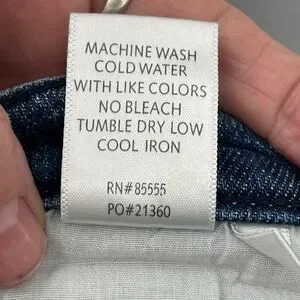 MACHINE WASH
COLD WATER
WITH LIKE COLORS
NO BLEACH
TUMBLE DRY LOW
COOL IRON
RN#85555
PO#21360